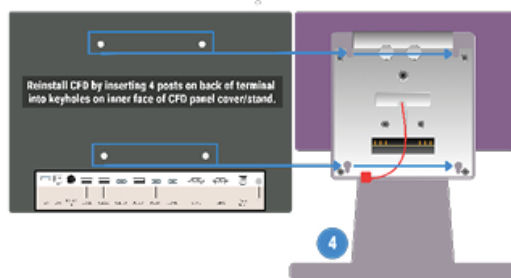 Reinstall CFD by inserting 4 posts on back of terminal
into keyholes on inner face of CFD panel cover/stand.
4